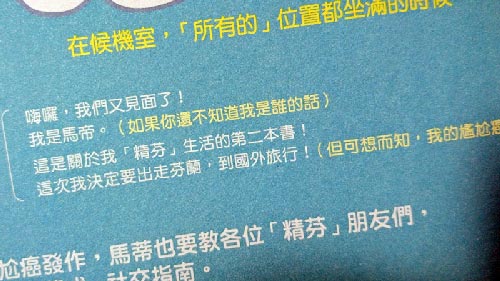 在候機室，「所有的」位置都坐滿的時候
嗨囉，我們又見面了！
我是馬帝。（如果你還不知道我是誰的話）
這是關於我「精芬」生活的第二本書！
這次我決定要出走芬蘭，到國外旅行！（但可想而知，我的尷尬癌
尬癌發作，馬蒂也要教各位「精芬」朋友們，
社交指南。